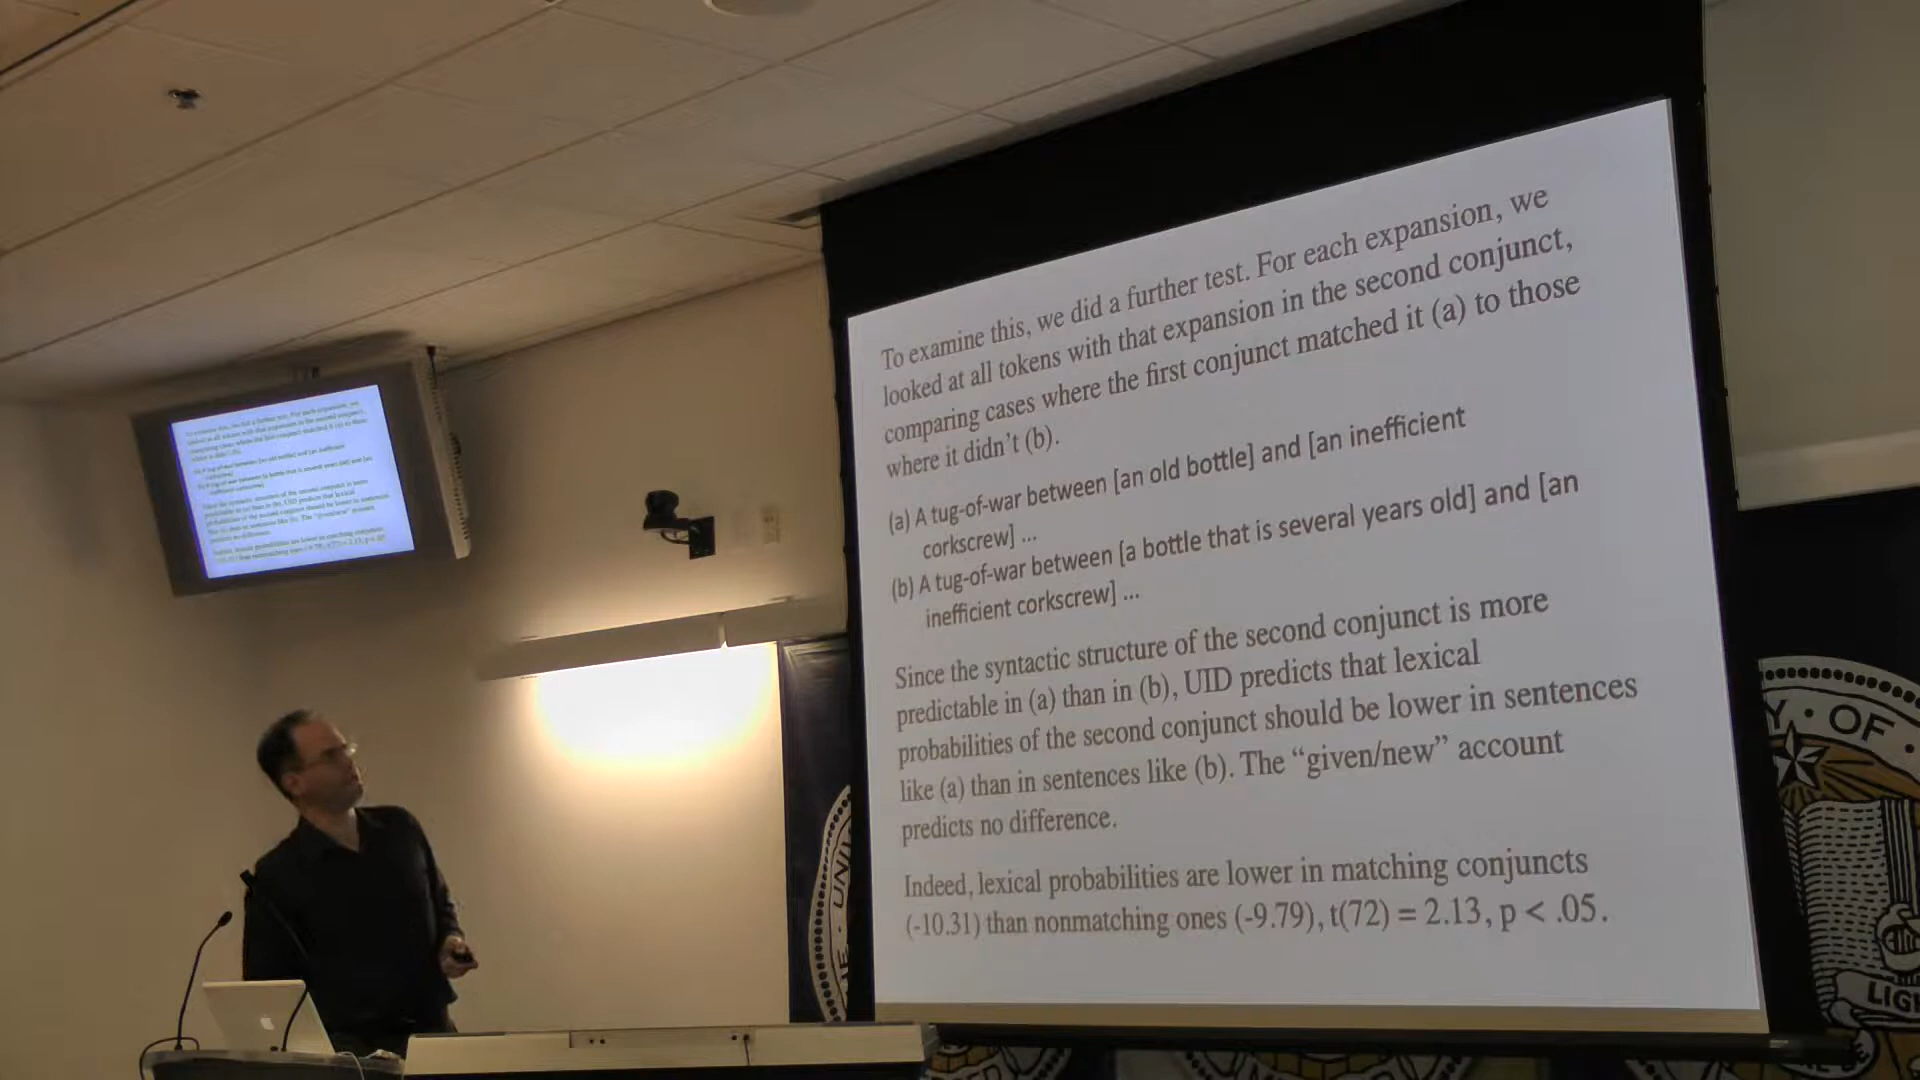 To examine this, we did a further test. For each expansion, we
looked at all tokens with that expansion in the second conjunct,
comparing cases where the first conjunct matched it (a) to those
where it didn’t (b).
(a) A tug-of-war between [an old bottle] and [an inefficient
corkscrew] ...
(b) A tug-of-war between [a bottle that is several years old] and [an
inefficient corkscrew] ...
Since the syntactic structure of the second conjunct is more
predictable in (a) than in (b), UID predicts that lexical
probabilities of the second conjunct should be lower in sentences
like (a) than in sentences like (b). The “given/new” account
predicts no difference.
Indeed, lexical probabilities are lower in matching conjuncts
(-10.31) than nonmatching ones (-9.79), t(72) = 2.13, p < .05.
OF